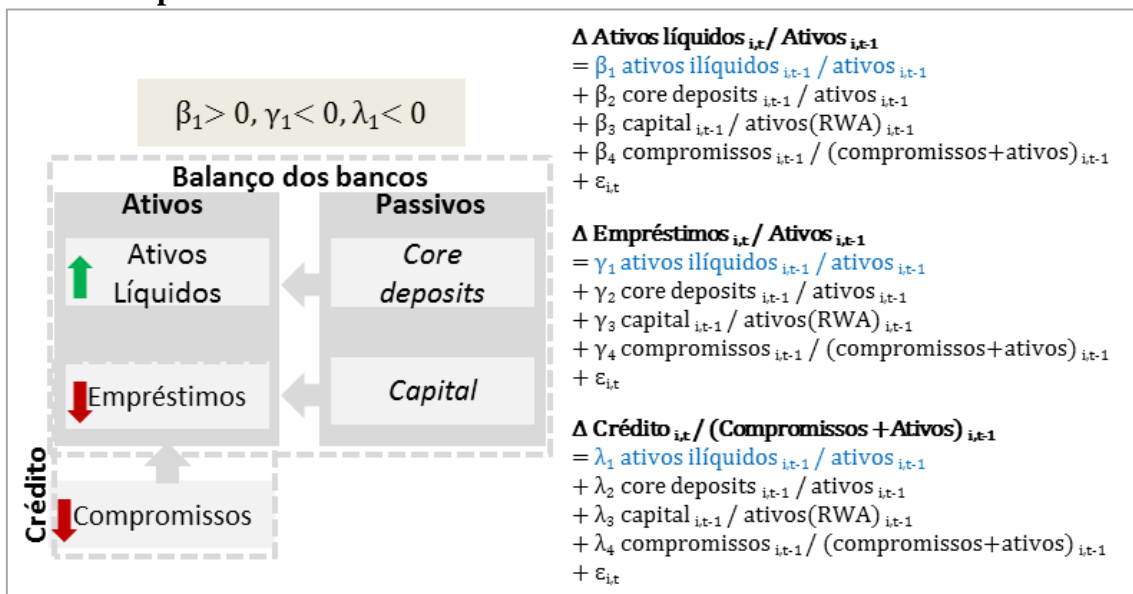 β₁> 0, γ₁< 0, λ₁< 0
Balanço dos bancos
Ativos
Passivos
Ativos
Líquidos
Core
deposits
Empréstimos
Capital
Crédito
Compromissos
Δ Ativos líquidos i,t/ Ativos i,t-1
= β₁ ativos ilíquidos i,t-1 / ativos i,t-1
+ β₂ core deposits i,t-1 / ativos i,t-1
+ β₃ capital i,t-1 / ativos(RWA) i,t-1
+ β₄ compromissos i,t-1 / (compromissos+ativos) i,t-1
+ εi,t
Δ Empréstimos i,t/ Ativos i,t-1
= γ₁ ativos ilíquidos i,t-1 / ativos i,t-1
+ γ₂ core deposits i,t-1 / ativos i,t-1
+ γ₃ capital i,t-1 / ativos(RWA) i,t-1
+ γ₄ compromissos i,t-1 / (compromissos+ativos) i,t-1
+ εi,t
Δ Crédito i,t / (Compromissos +Ativos) i,t-1
= λ₁ ativos ilíquidos i,t-1 / ativos i,t-1
+ λ₂ core deposits i,t-1 / ativos i,t-1
+ λ₃ capital i,t-1 / ativos(RWA) i,t-1
+ λ₄ compromissos i,t-1 / (compromissos+ativos) i,t-1
+ εi,t